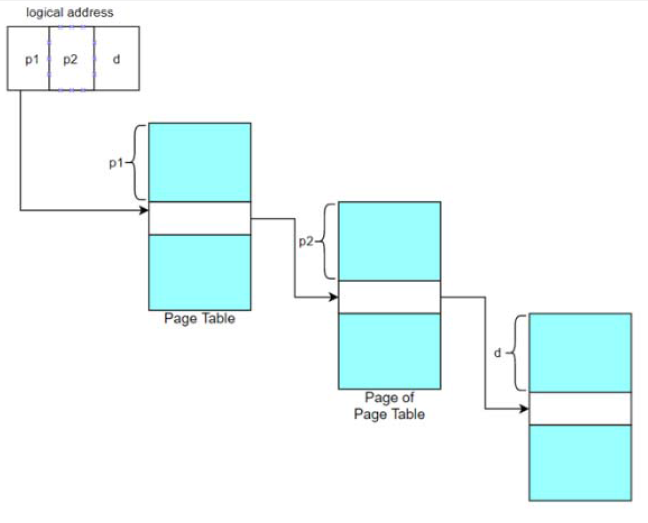 logical address
p1
p2
d
p1
Page Table
p2
Page of
Page Table
d